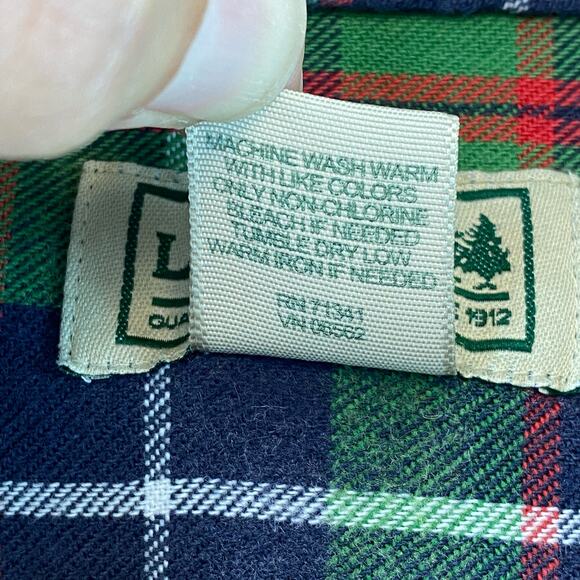 MACHINE WASH WARM
WITH LIKE COLORS
ONLY NON-CHLORINE
BLEACH IF NEEDED
TUMBLE DRY LOW
WARM IRON IF NEEDED
RN 71341
VN 06562
L
QUA
1912